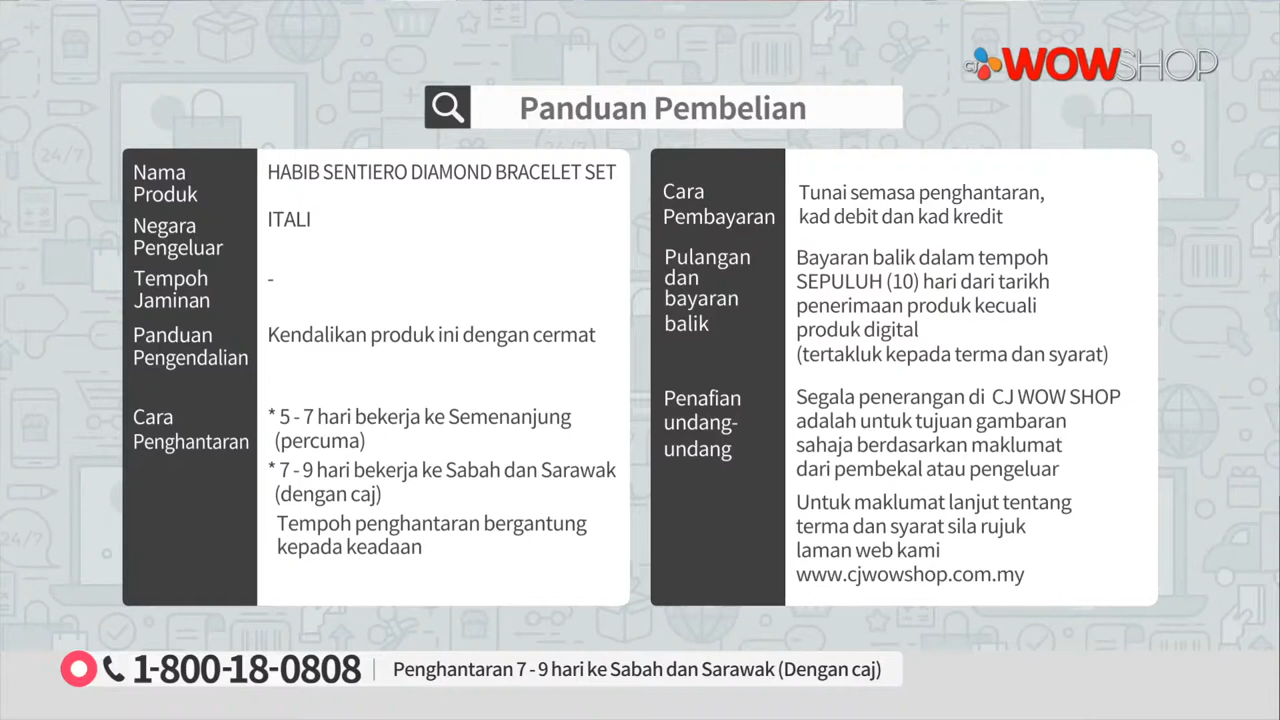 CJ WOWSHOP
Panduan Pembelian
Nama
Produk
HABIB SENTIERO DIAMOND BRACELET SET
Negara
Pengeluar
ITALI
Tempoh
Jaminan
-
Panduan
Pengendalian
Kendalikan produk ini dengan cermat
Cara
Penghantaran
* 5 - 7 hari bekerja ke Semenanjung
(percuma)
* 7 - 9 hari bekerja ke Sabah dan Sarawak
(dengan caj)
Tempoh penghantaran bergantung
kepada keadaan
Cara
Pembayaran
Tunai semasa penghantaran,
kad debit dan kad kredit
Pulangan
dan
bayaran
balik
Bayaran balik dalam tempoh
SEPULUH (10) hari dari tarikh
penerimaan produk kecuali
produk digital
(tertakluk kepada terma dan syarat)
Penafian
undang-
undang
Segala penerangan di CJ WOW SHOP
adalah untuk tujuan gambaran
sahaja berdasarkan maklumat
dari pembekal atau pengeluar
Untuk maklumat lanjut tentang
terma dan syarat sila rujuk
laman web kami
www.cjwowshop.com.my
1-800-18-0808
Penghantaran 7 - 9 hari ke Sabah dan Sarawak (Dengan caj)
24/7
24/7